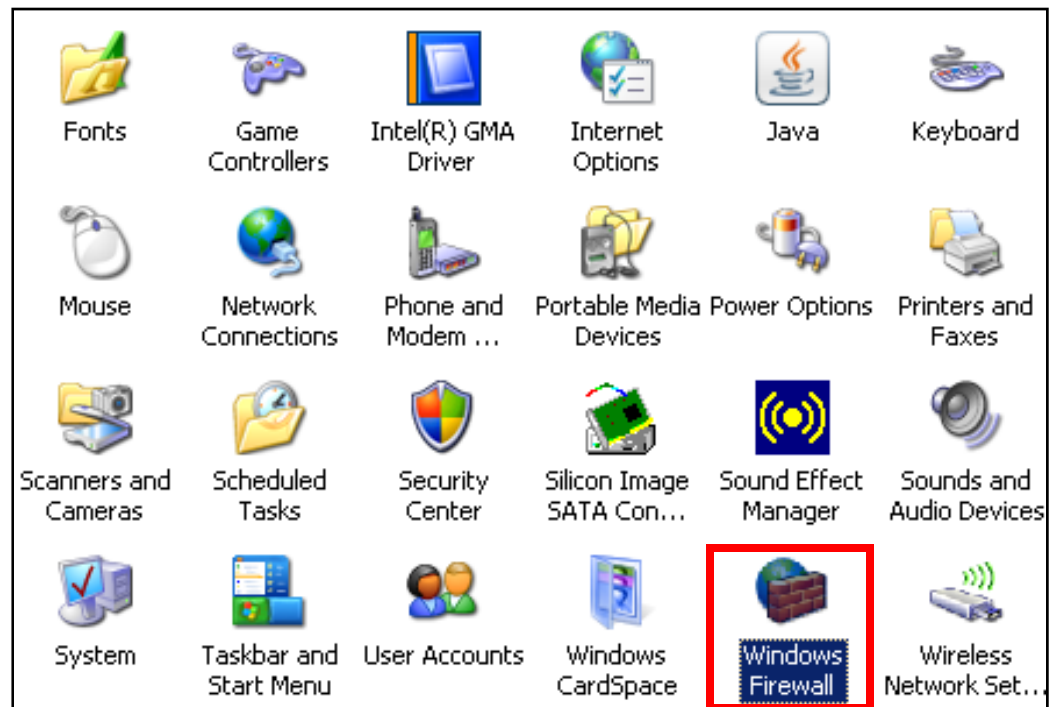 Fonts
Game
Controllers
Intel(R) GMA
Driver
Internet
Options
Java
Keyboard
Mouse
Network
Connections
Phone and
Modem ...
Portable Media
Devices
Power Options
Printers and
Faxes
Scanners and
Cameras
Scheduled
Tasks
Security
Center
Silicon Image
SATA Con...
Sound Effect
Manager
Sounds and
Audio Devices
System
Taskbar and
Start Menu
User Accounts
Windows
CardSpace
Windows
Firewall
Wireless
Network Set...